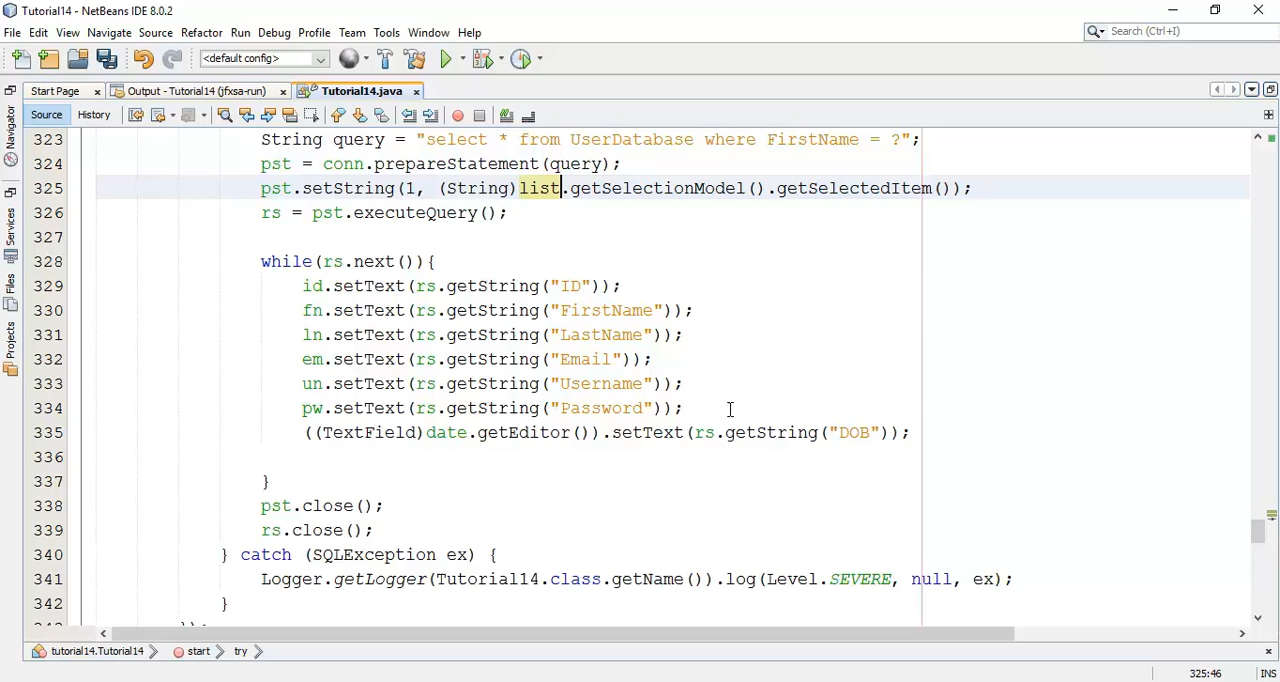 Tutorial14 - NetBeans IDE 8.0.2
File Edit View Navigate Source Refactor Run Debug Profile Team Tools Window Help
Search (Ctrl+I)
<default config>
Start Page x Output - Tutorial14 (jfxsa-run) x Tutorial14.java x
Source History
Navigator
Services
Files
Projects
323 String query = "select * from UserDatabase where FirstName = ?";
324 pst = conn.prepareStatement(query);
325 pst.setString(1, (String)list.getSelectionModel().getSelectedItem());
326 rs = pst.executeQuery();
327
328 while(rs.next()){
329 id.setText(rs.getString("ID"));
330 fn.setText(rs.getString("FirstName"));
331 ln.setText(rs.getString("LastName"));
332 em.setText(rs.getString("Email"));
333 un.setText(rs.getString("Username"));
334 pw.setText(rs.getString("Password"));
335 ((TextField)date.getEditor()).setText(rs.getString("DOB"));
336
337 }
338 pst.close();
339 rs.close();
340 } catch (SQLException ex) {
341 Logger.getLogger(Tutorial14.class.getName()).log(Level.SEVERE, null, ex);
342 }
tutorial14.Tutorial14 start try
325:46 INS